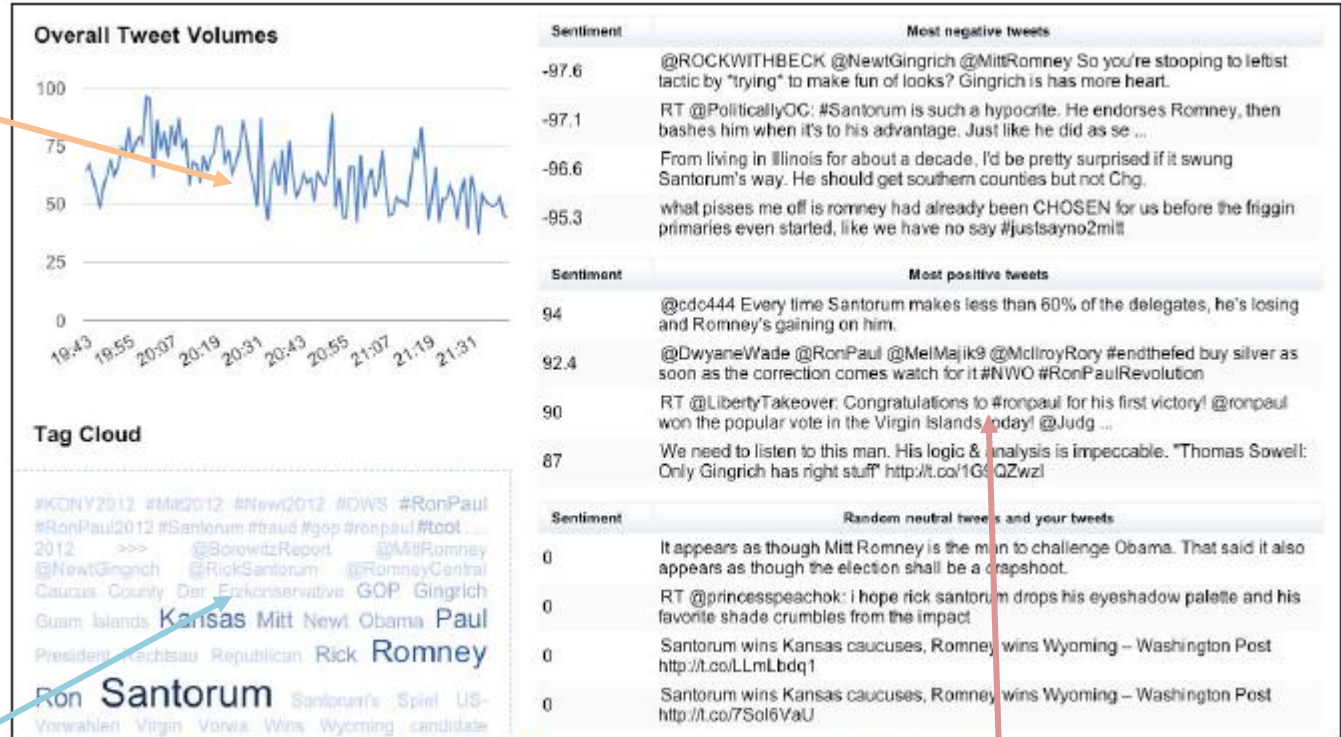 Overall Tweet Volumes
100
75
50
25
0
19:43 19:55 20:07 20:19 20:31 20:43 20:55 21:07 21:19 21:31
Tag Cloud
#KONY2012 #Mitt2012 #Newt2012 #OWS #RonPaul
#RonPaul2012 #Santorum #fraud #gop #ronpaul #tcot ...
2012 >>> @BorowitzReport @MittRomney
@NewtGingrich @RickSantorum @RomneyCentral
Caucus County Der Erzkonservative GOP Gingrich
Guam Islands Kansas Mitt Newt Obama Paul
President Rechtsau Republican Rick Romney
Ron Santorum Santorum's Spiel US-
Vorwahlen Virgin Vorwa Wins Wyoming candidate
Sentiment Most negative tweets
-97.6 @ROCKWITHBECK @NewtGingrich @MittRomney So you're stooping to leftist
tactic by *trying* to make fun of looks? Gingrich is has more heart.
-97.1 RT @PoliticallyOC: #Santorum is such a hypocrite. He endorses Romney, then
bashes him when it's to his advantage. Just like he did as se ...
-96.6 From living in Illinois for about a decade, I'd be pretty surprised if it swung
Santorum's way. He should get southern counties but not Chg.
-95.3 what pisses me off is romney had already been CHOSEN for us before the friggin
primaries even started, like we have no say #justsayno2mitt
Sentiment Most positive tweets
94 @cdc444 Every time Santorum makes less than 60% of the delegates, he's losing
and Romney's gaining on him.
92.4 @DwyaneWade @RonPaul @MelMajik9 @McIlroyRory #endthefed buy silver as
soon as the correction comes watch for it #NWO #RonPaulRevolution
90 RT @LibertyTakeover: Congratulations to #ronpaul for his first victory! @ronpaul
won the popular vote in the Virgin Islands today! @Judg ...
87 We need to listen to this man. His logic & analysis is impeccable. "Thomas Sowell:
Only Gingrich has right stuff"
Sentiment Random neutral tweets and your tweets
0 It appears as though Mitt Romney is the man to challenge Obama. That said it also
appears as though the election shall be a crapshoot.
0 RT @princesspeachok: i hope rick santorum drops his eyeshadow palette and his
favorite shade crumbles from the impact
0 Santorum wins Kansas caucuses, Romney wins Wyoming – Washington Post
http://t.co/LLmLbdq1
0 Santorum wins Kansas caucuses, Romney wins Wyoming – Washington Post
http://t.co/7Sol6VaU